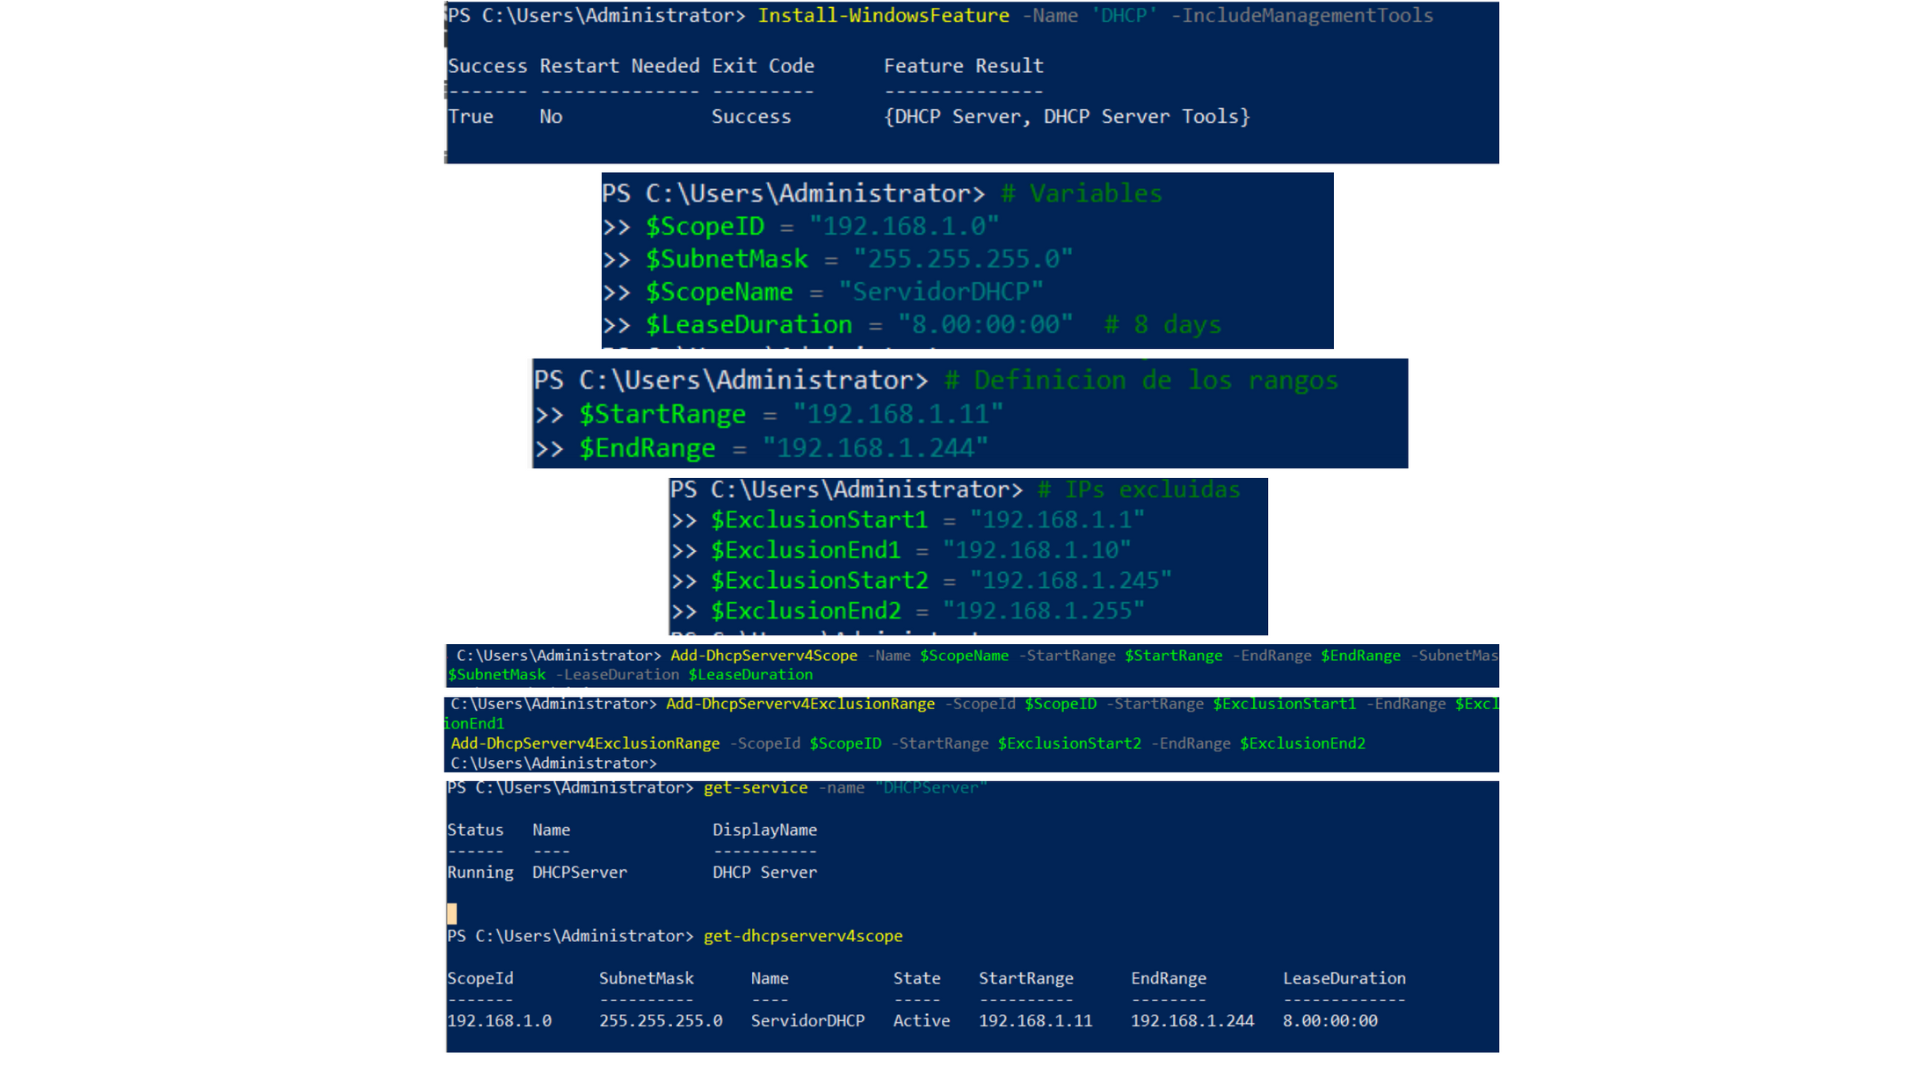 PS C:\Users\Administrator> Install-WindowsFeature -Name 'DHCP' -IncludeManagementTools
Success Restart Needed Exit Code      Feature Result
------- -------------- ---------      --------------
True    No             Success        {DHCP Server, DHCP Server Tools}
PS C:\Users\Administrator> # Variables
>> $ScopeID = "192.168.1.0"
>> $SubnetMask = "255.255.255.0"
>> $ScopeName = "ServidorDHCP"
>> $LeaseDuration = "8.00:00:00"  # 8 days
PS C:\Users\Administrator> # Definicion de los rangos
>> $StartRange = "192.168.1.11"
>> $EndRange = "192.168.1.244"
PS C:\Users\Administrator> # IPs excluidas
>> $ExclusionStart1 = "192.168.1.1"
>> $ExclusionEnd1 = "192.168.1.10"
>> $ExclusionStart2 = "192.168.1.245"
>> $ExclusionEnd2 = "192.168.1.255"
C:\Users\Administrator> Add-DhcpServerv4Scope -Name $ScopeName -StartRange $StartRange -EndRange $EndRange -SubnetMas
$SubnetMask -LeaseDuration $LeaseDuration
C:\Users\Administrator> Add-DhcpServerv4ExclusionRange -ScopeId $ScopeID -StartRange $ExclusionStart1 -EndRange $Excl
ionEnd1
Add-DhcpServerv4ExclusionRange -ScopeId $ScopeID -StartRange $ExclusionStart2 -EndRange $ExclusionEnd2
C:\Users\Administrator>
PS C:\Users\Administrator> get-service -name "DHCPServer"
Status   Name               DisplayName
------   ----               -----------
Running  DHCPServer         DHCP Server
PS C:\Users\Administrator> get-dhcpserverv4scope
ScopeId         SubnetMask      Name           State    StartRange      EndRange        LeaseDuration
-------         ----------      ----           -----    ----------      --------        -------------
192.168.1.0     255.255.255.0   ServidorDHCP   Active   192.168.1.11    192.168.1.244   8.00:00:00